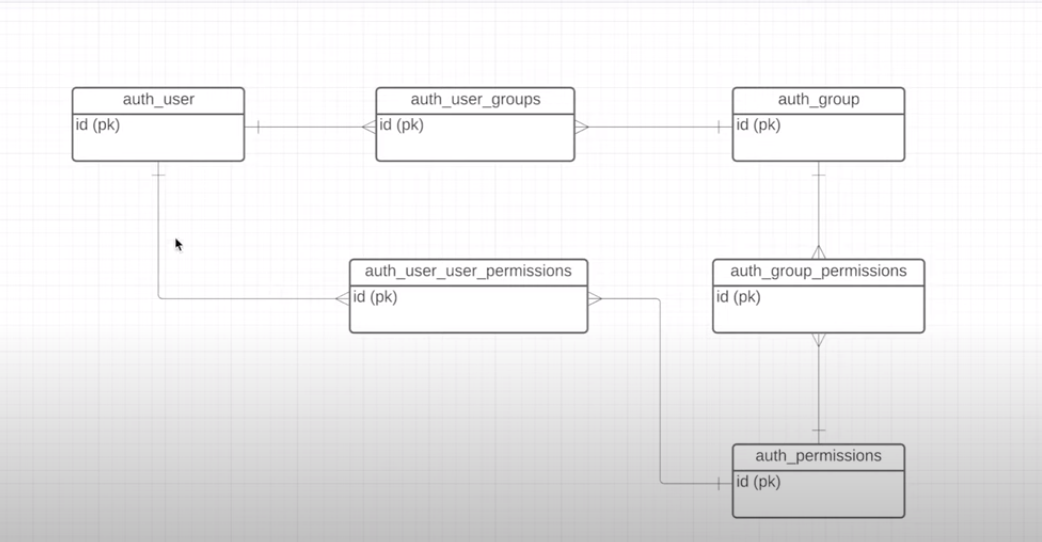 auth_user
id (pk)
auth_user_groups
id (pk)
auth_group
id (pk)
auth_user_user_permissions
id (pk)
auth_group_permissions
id (pk)
auth_permissions
id (pk)